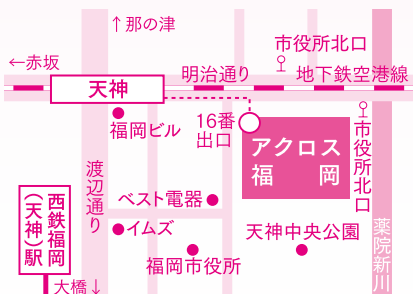 ↑那の津
市役所北口
←赤坂
明治通り
地下鉄空港線
天神
福岡ビル
16番
出口
アクロス
福岡
市役所北口
渡辺通り
ベスト電器
西鉄福岡
(天神)駅
イムズ
天神中央公園
薬院新川
福岡市役所
大橋↓